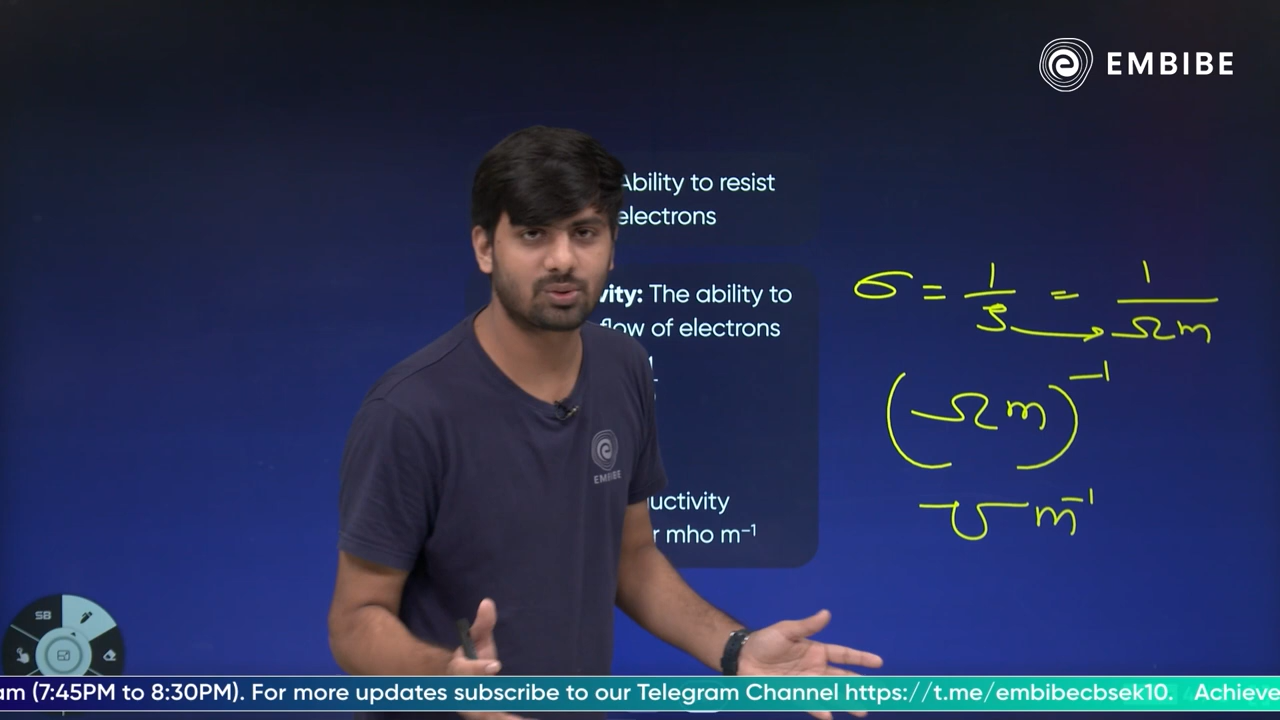 EMBIBE
Ability to resist
electrons
vity: The ability to
flow of electrons
uctivity
r mho m⁻¹
σ = 1/ρ = 1/Ωm
(Ωm)⁻¹
℧ m⁻¹
EMBIBE
SB
am (7:45PM to 8:30PM). For more updates subscribe to our Telegram Channel https://t.me/embibecbsek10. Achieve